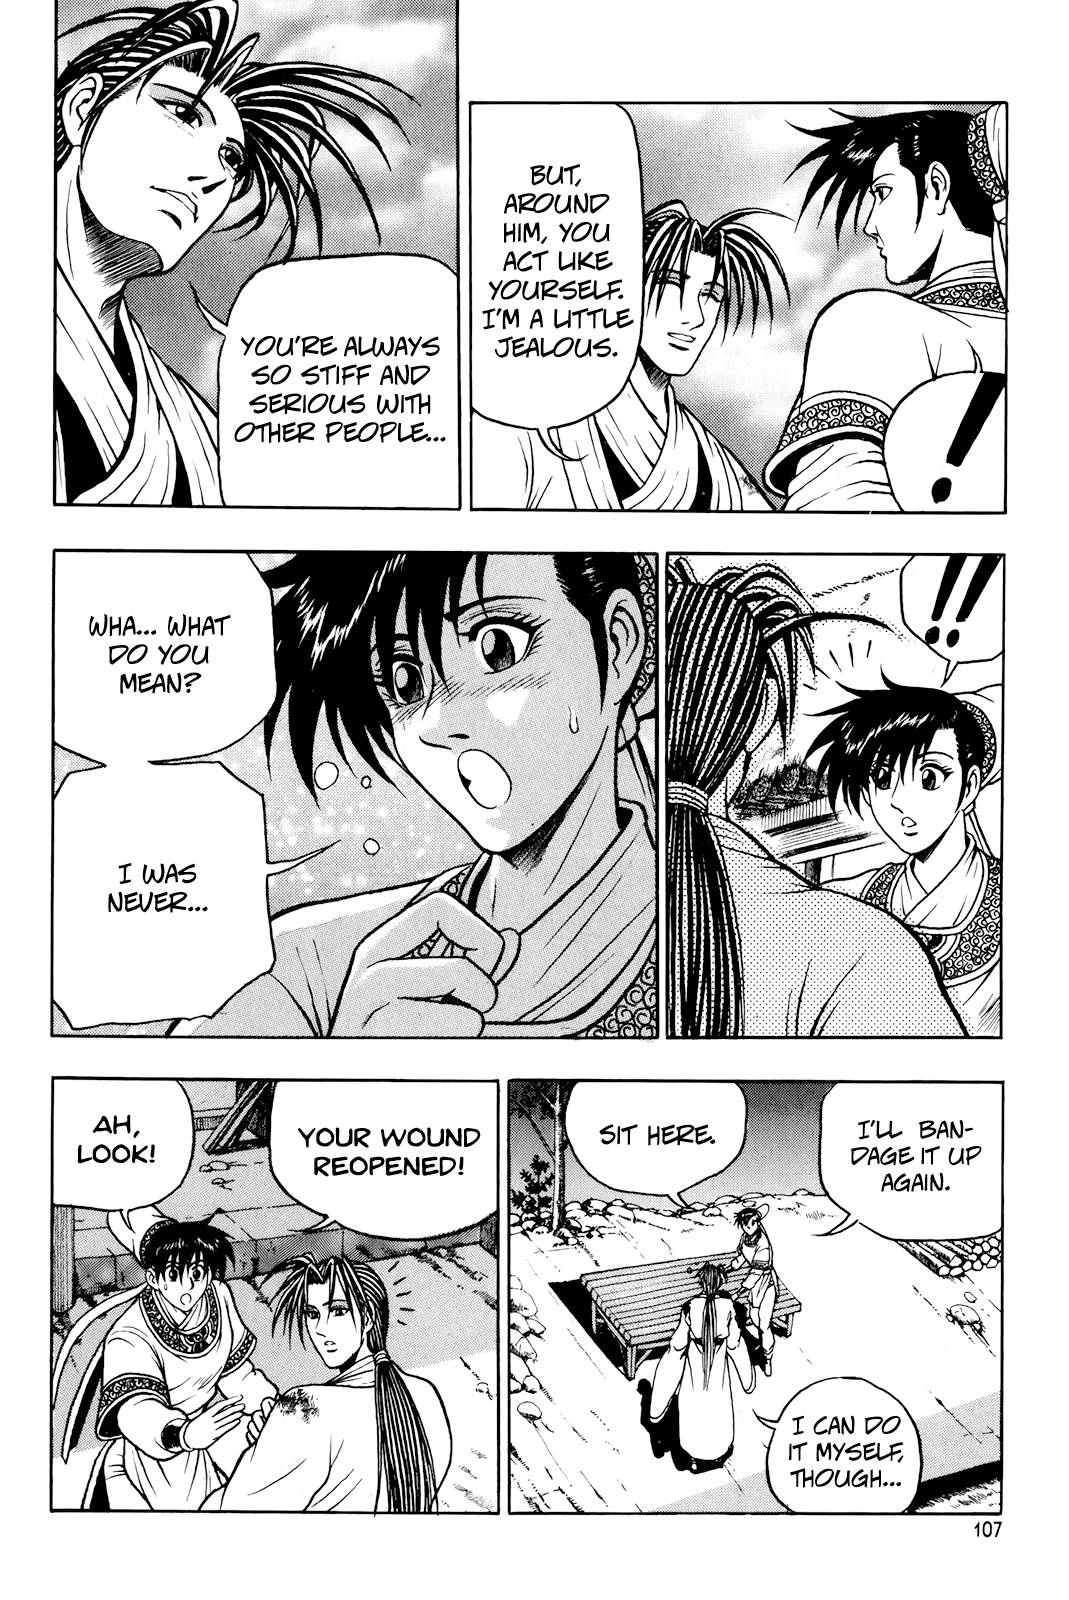 YOU'RE ALWAYS
SO STIFF AND
SERIOUS WITH
OTHER PEOPLE...
BUT,
AROUND
HIM, YOU
ACT LIKE
YOURSELF.
I'M A LITTLE
JEALOUS.
!!
WHA... WHAT
DO YOU
MEAN?
I WAS
NEVER...
!!
AH,
LOOK!
YOUR WOUND
REOPENED!
SIT HERE.
I'LL BAN-
DAGE IT UP
AGAIN.
I CAN DO
IT MYSELF,
THOUGH...
107